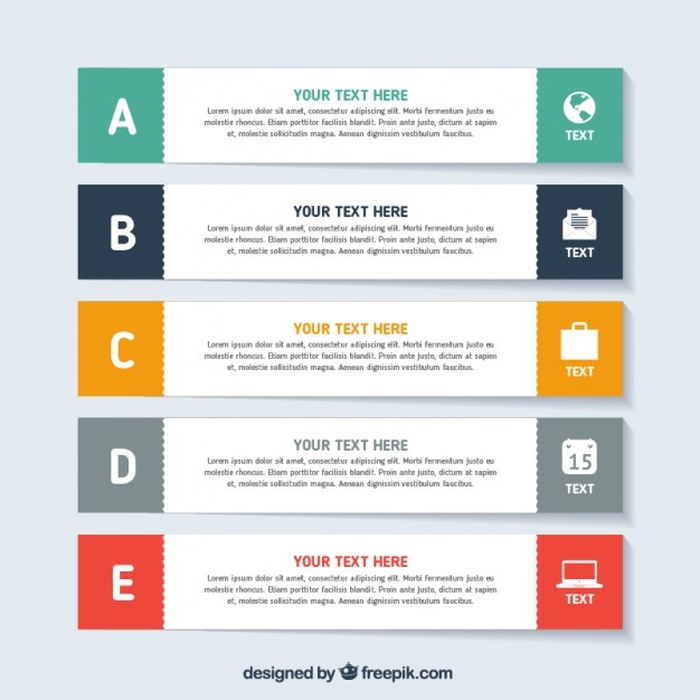 A
YOUR TEXT HERE
Lorem ipsum dolor sit amet, consectetur adipiscing elit. Morbi fermentum justo eu
molestie rhoncus. Etiam porttitor facilisis blandit. Proin ante justo, dictum at sapien
et, mollis sollicitudin magna. Aenean dignissim vestibulum faucibus.
TEXT
B
YOUR TEXT HERE
Lorem ipsum dolor sit amet, consectetur adipiscing elit. Morbi fermentum justo eu
molestie rhoncus. Etiam porttitor facilisis blandit. Proin ante justo, dictum at sapien
et, mollis sollicitudin magna. Aenean dignissim vestibulum faucibus.
TEXT
C
YOUR TEXT HERE
Lorem ipsum dolor sit amet, consectetur adipiscing elit. Morbi fermentum justo eu
molestie rhoncus. Etiam porttitor facilisis blandit. Proin ante justo, dictum at sapien
et, mollis sollicitudin magna. Aenean dignissim vestibulum faucibus.
TEXT
D
YOUR TEXT HERE
Lorem ipsum dolor sit amet, consectetur adipiscing elit. Morbi fermentum justo eu
molestie rhoncus. Etiam porttitor facilisis blandit. Proin ante justo, dictum at sapien
et, mollis sollicitudin magna. Aenean dignissim vestibulum faucibus.
15
TEXT
E
YOUR TEXT HERE
Lorem ipsum dolor sit amet, consectetur adipiscing elit. Morbi fermentum justo eu
molestie rhoncus. Etiam porttitor facilisis blandit. Proin ante justo, dictum at sapien
et, mollis sollicitudin magna. Aenean dignissim vestibulum faucibus.
TEXT
designed by freepik.com